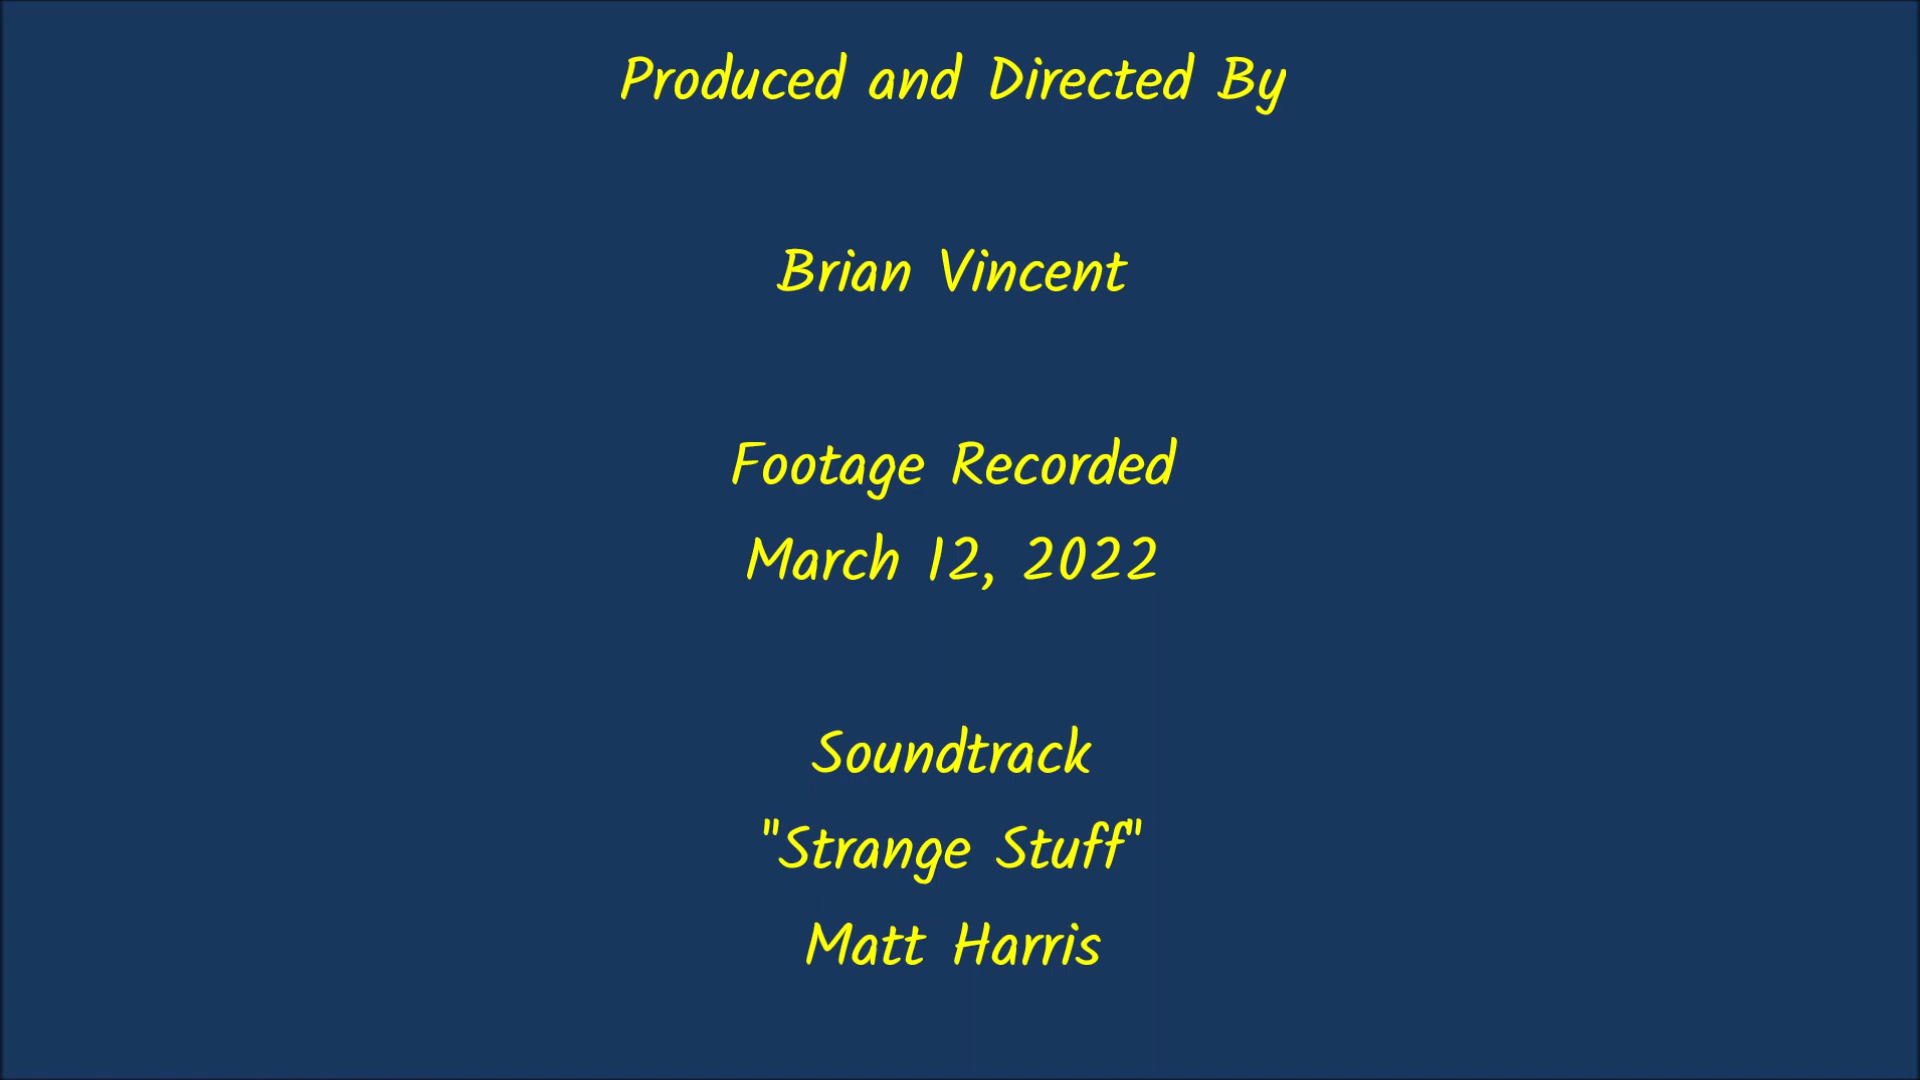 Produced and Directed By
Brian Vincent
Footage Recorded
March 12, 2022
Soundtrack
"Strange Stuff"
Matt Harris